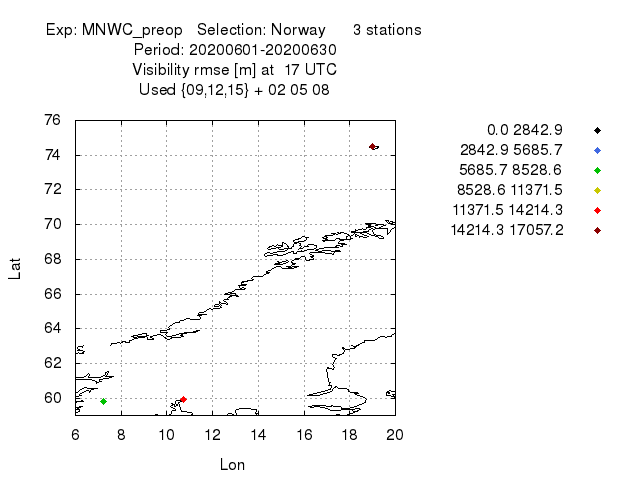 Exp: MNWC_preop   Selection: Norway      3 stations
Period: 20200601-20200630
Visibility rmse [m] at  17 UTC
Used {09,12,15} + 02 05 08
0.0 2842.9
2842.9 5685.7
5685.7 8528.6
8528.6 11371.5
11371.5 14214.3
14214.3 17057.2
76
74
72
70
68
66
64
62
60
Lat
6 8 10 12 14 16 18 20
Lon